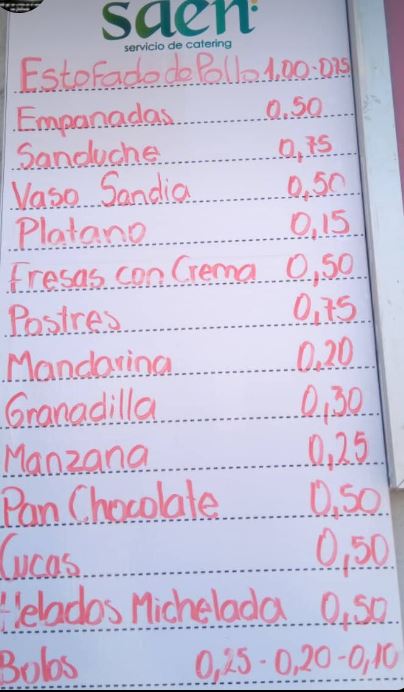 saen
servicio de catering
Estofado de Pollo 1,00-0,75
Empanadas 0,50
Sanduche 0,75
Vaso Sandia 0,50
Platano 0,15
Fresas con Crema 0,50
Postres 0,75
Mandarina 0,20
Granadilla 0,30
Manzana 0,25
Pan Chocolate 0,50
Cucas 0,50
Helados Michelada 0,50
Bolos 0,25-0,20-0,10